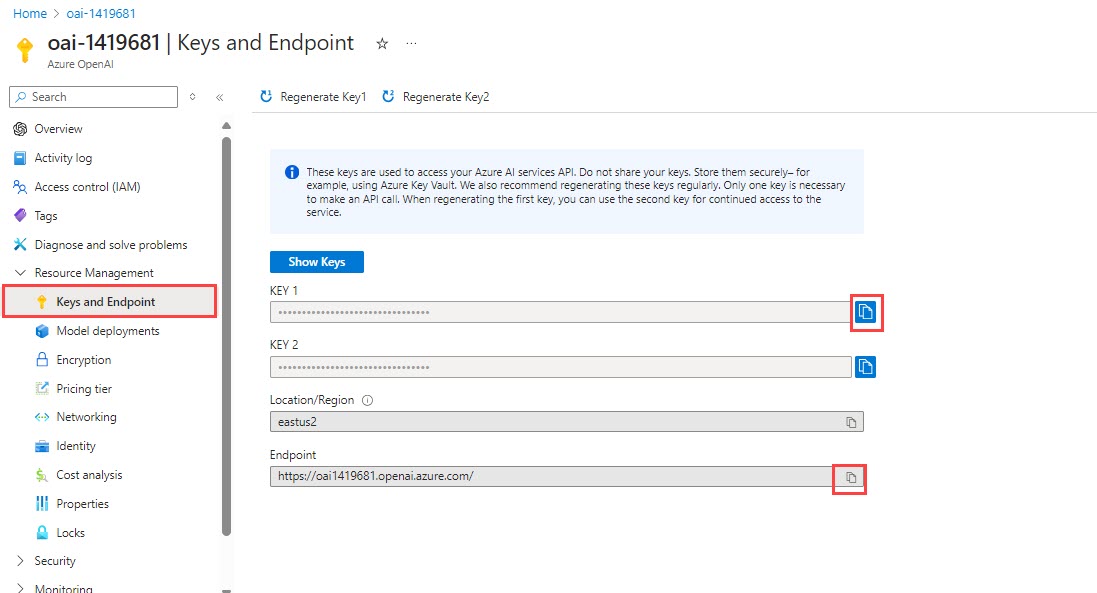 Home > oai-1419681
oai-1419681 | Keys and Endpoint ☆ ...
Azure OpenAI
Search
«
Regenerate Key1
Regenerate Key2
Overview
Activity log
Access control (IAM)
Tags
Diagnose and solve problems
Resource Management
Keys and Endpoint
Model deployments
Encryption
Pricing tier
Networking
Identity
Cost analysis
Properties
Locks
Security
Monitoring
These keys are used to access your Azure AI services API. Do not share your keys. Store them securely– for
example, using Azure Key Vault. We also recommend regenerating these keys regularly. Only one key is necessary
to make an API call. When regenerating the first key, you can use the second key for continued access to the
service.
Show Keys
KEY 1
••••••••••••••••••••••••••••••••
KEY 2
••••••••••••••••••••••••••••••••
Location/Region
eastus2
Endpoint
https://oai1419681.openai.azure.com/